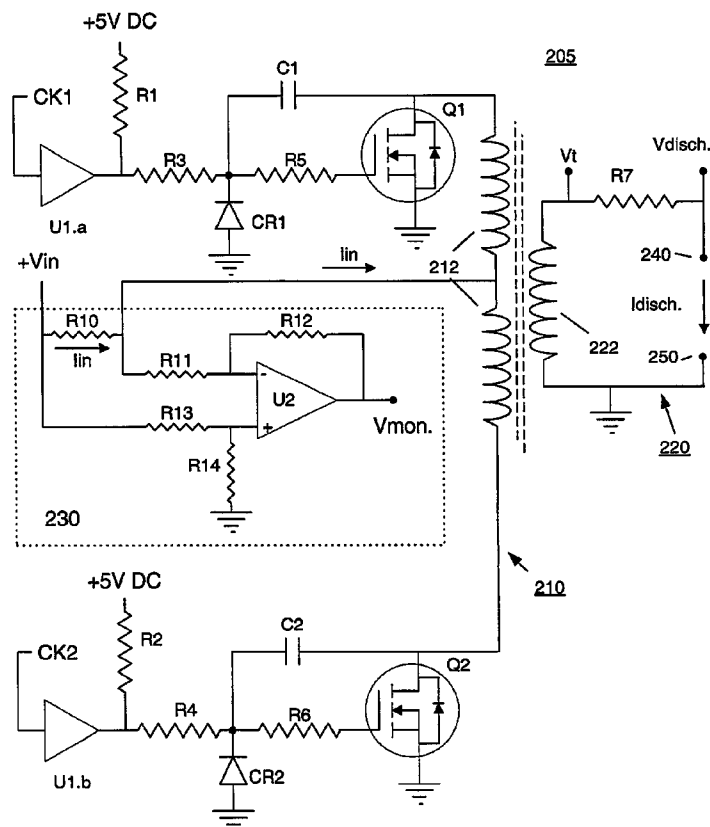 +5V DC
205
C1
CK1
R1
Q1
Vt
Vdisch.
R3
R5
R7
U1.a
CR1
+Vin
Iin
212
240
R10
Idisch.
Iin
R12
R11
222
250
-
U2
R13
+
Vmon.
R14
220
230
210
+5V DC
C2
CK2
R2
Q2
R4
R6
U1.b
CR2